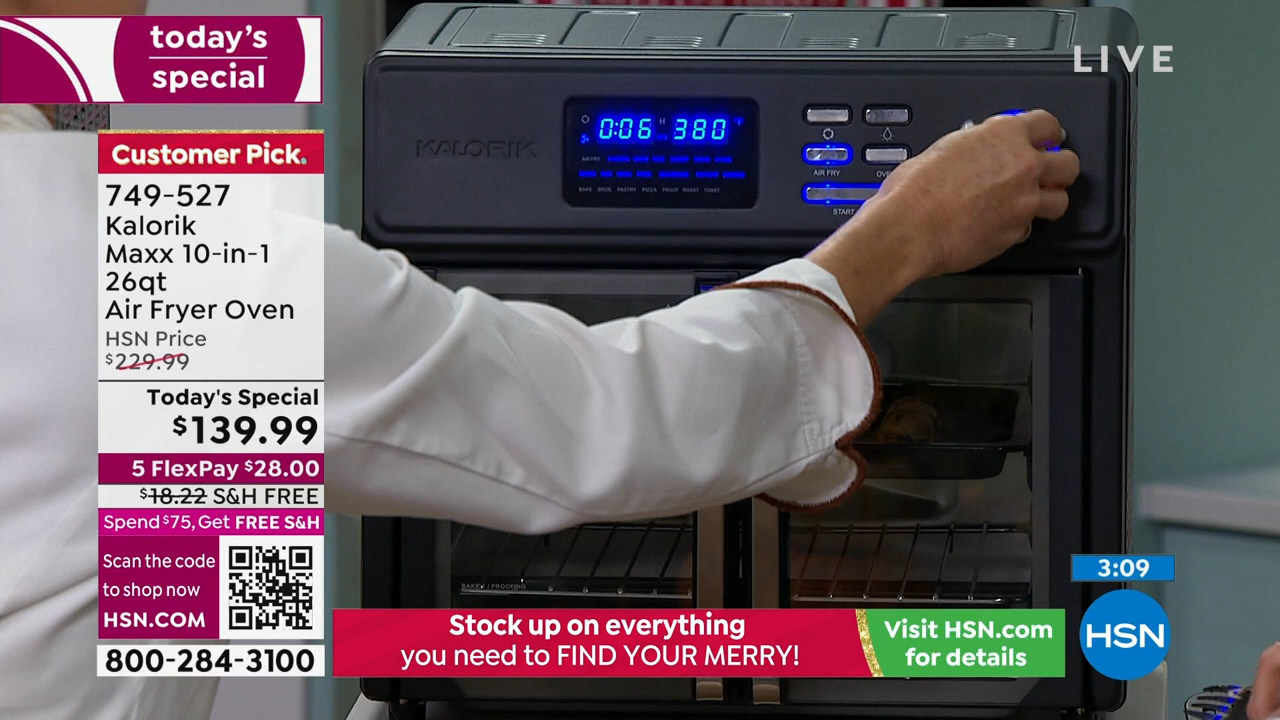 today's
special
LIVE
Customer Pick.
749-527
Kalorik
Maxx 10-in-1
26qt
Air Fryer Oven
HSN Price
$229.99
Today's Special
$139.99
5 FlexPay $28.00
$18.22 S&H FREE
Spend $75, Get FREE S&H
Scan the code
to shop now
HSN.COM
800-284-3100
KALORIK
0:06 H 380 °F
AIR FRY
BAKE BROIL PASTRY PIZZA PROOF ROAST TOAST
AIR FRY
START
BAKE / PROOFING
Stock up on everything
you need to FIND YOUR MERRY!
Visit HSN.com
for details
3:09
HSN